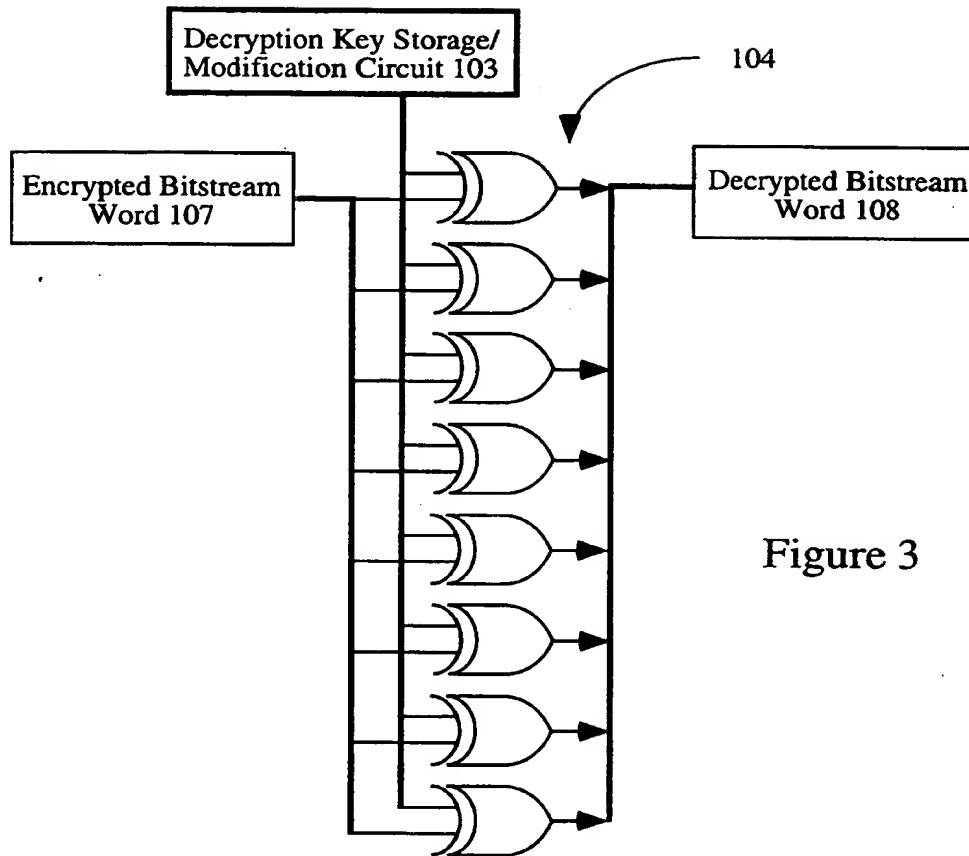 Decryption Key Storage/
Modification Circuit 103
104
Encrypted Bitstream
Word 107
Decrypted Bitstream
Word 108
Figure 3